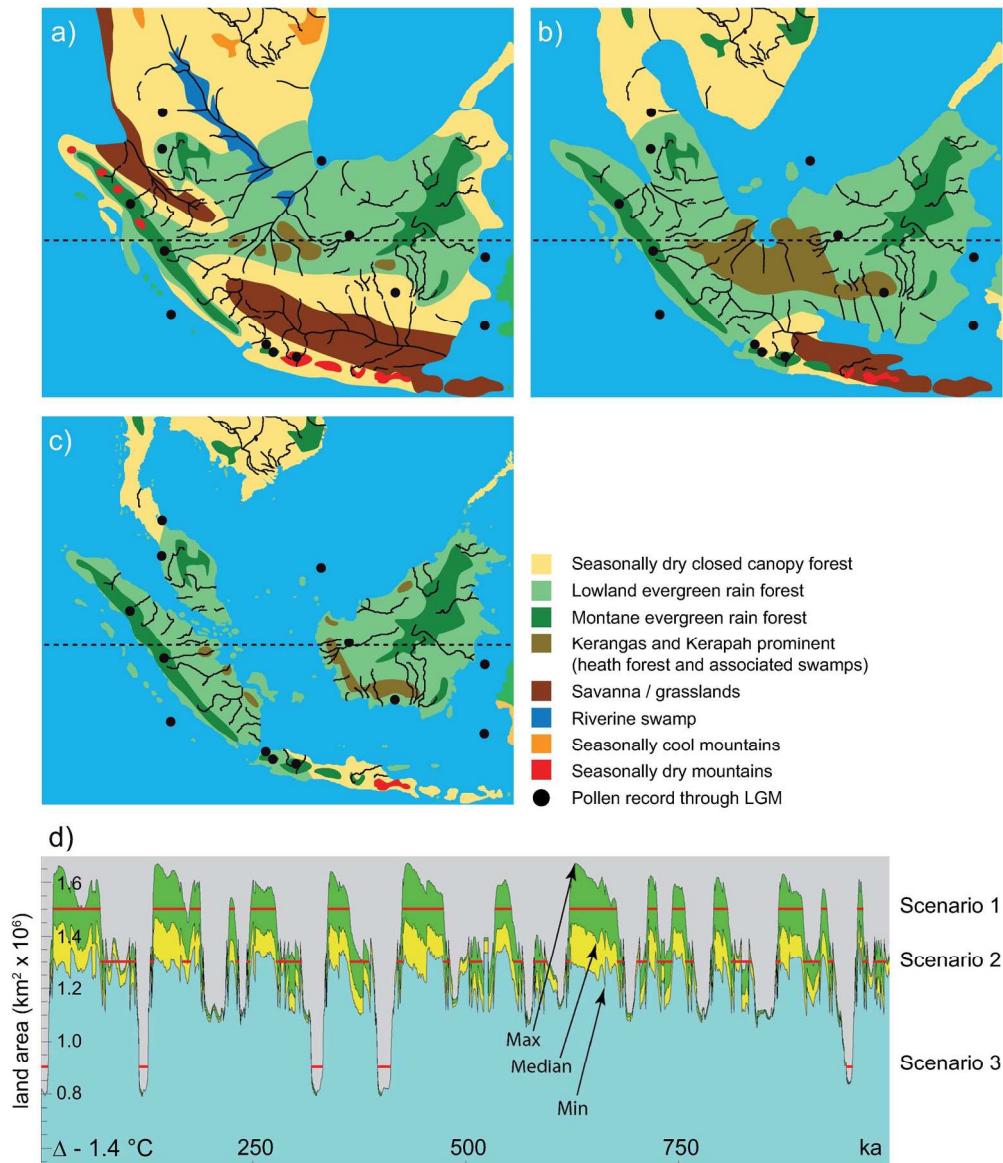 a)
b)
c)
Seasonally dry closed canopy forest
Lowland evergreen rain forest
Montane evergreen rain forest
Kerangas and Kerapah prominent
(heath forest and associated swamps)
Savanna / grasslands
Riverine swamp
Seasonally cool mountains
Seasonally dry mountains
Pollen record through LGM
d)
land area (km² x 10⁶)
1.6
1.4
1.2
1.0
0.8
Scenario 1
Scenario 2
Scenario 3
Max
Median
Min
Δ - 1.4 °C
250
500
750
ka